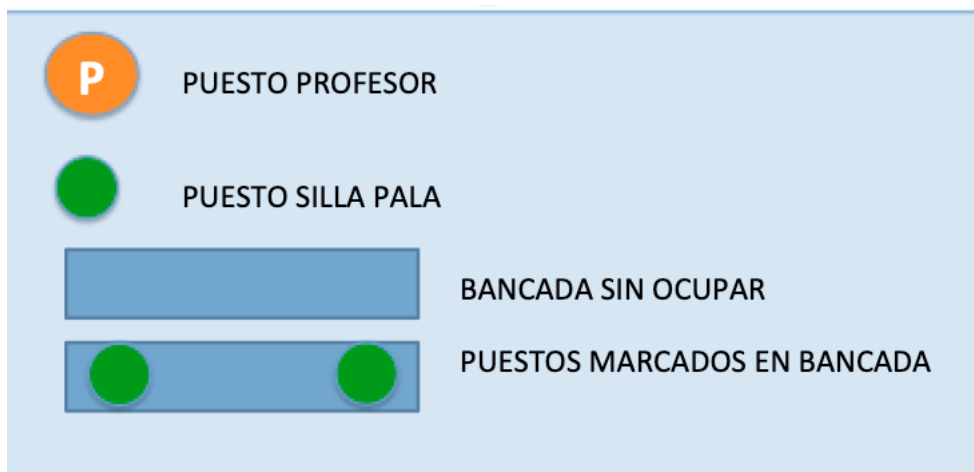 P
PUESTO PROFESOR
PUESTO SILLA PALA
BANCADA SIN OCUPAR
PUESTOS MARCADOS EN BANCADA